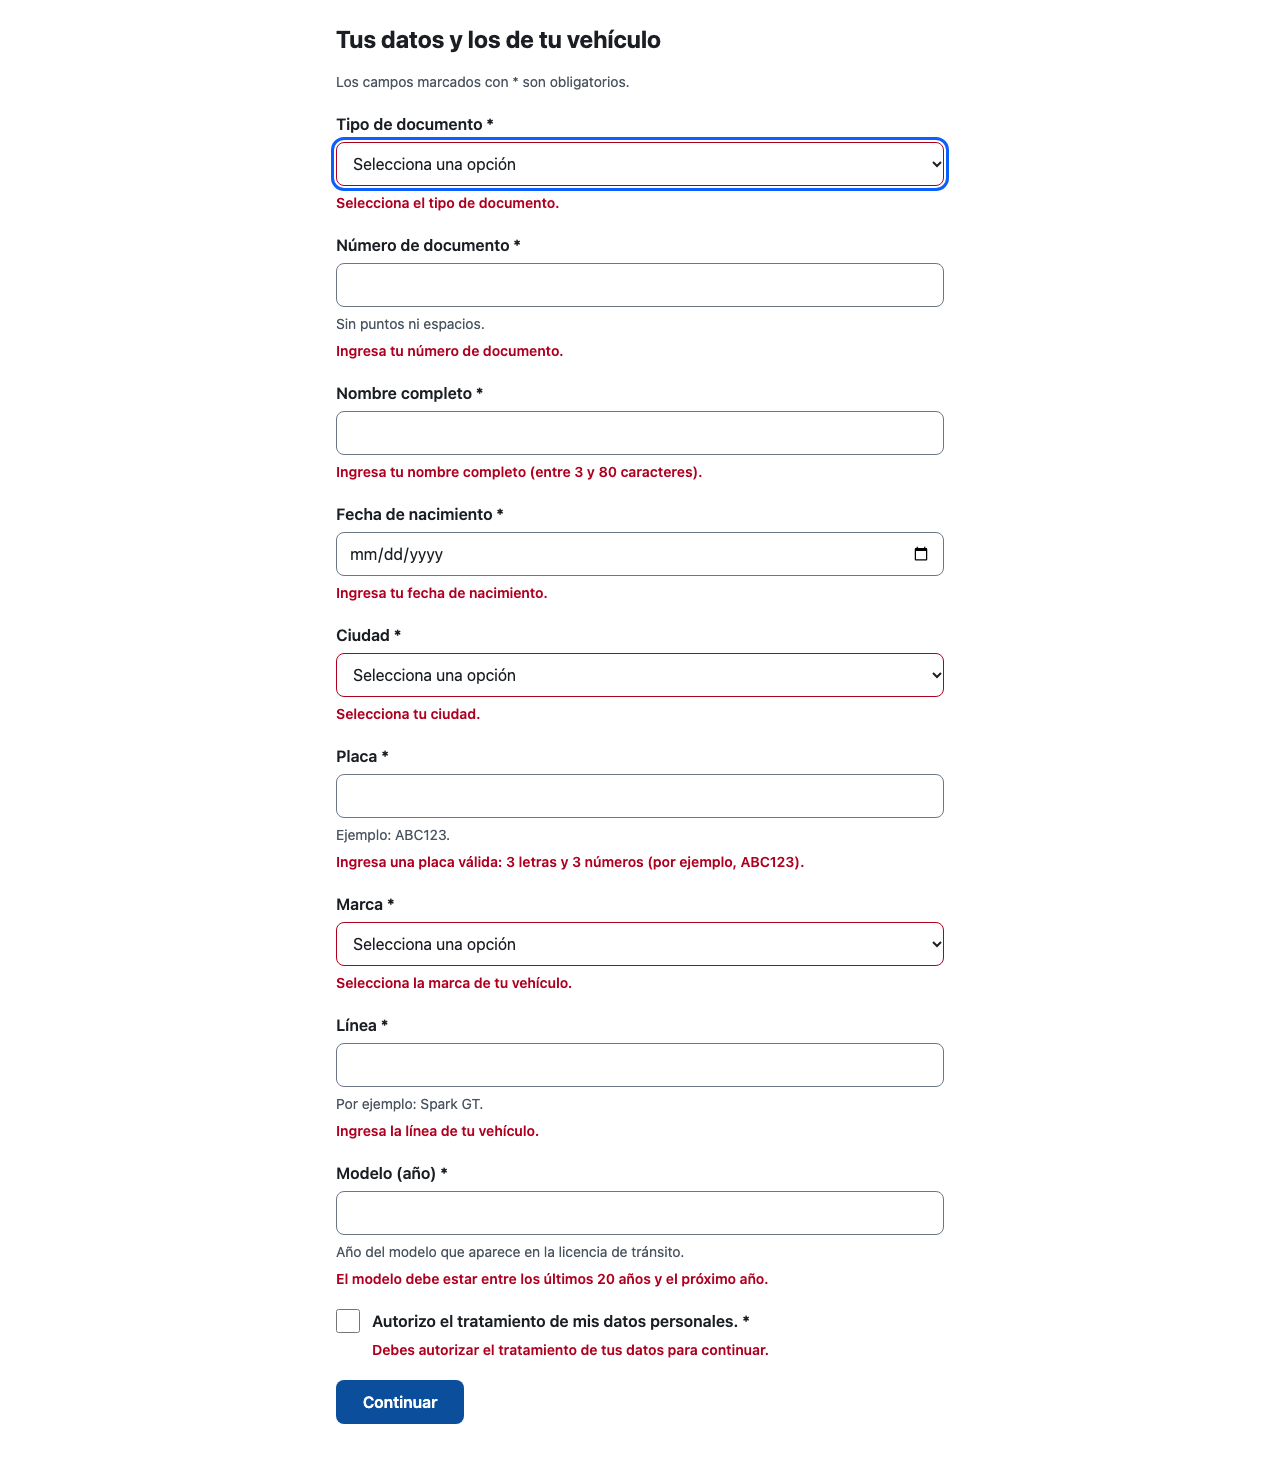 Tus datos y los de tu vehículo
Los campos marcados con * son obligatorios.
Tipo de documento *
Selecciona una opción
Selecciona el tipo de documento.
Número de documento *
Sin puntos ni espacios.
Ingresa tu número de documento.
Nombre completo *
Ingresa tu nombre completo (entre 3 y 80 caracteres).
Fecha de nacimiento *
mm/dd/yyyy
Ingresa tu fecha de nacimiento.
Ciudad *
Selecciona una opción
Selecciona tu ciudad.
Placa *
Ejemplo: ABC123.
Ingresa una placa válida: 3 letras y 3 números (por ejemplo, ABC123).
Marca *
Selecciona una opción
Selecciona la marca de tu vehículo.
Línea *
Por ejemplo: Spark GT.
Ingresa la línea de tu vehículo.
Modelo (año) *
Año del modelo que aparece en la licencia de tránsito.
El modelo debe estar entre los últimos 20 años y el próximo año.
Autorizo el tratamiento de mis datos personales. *
Debes autorizar el tratamiento de tus datos para continuar.
Continuar